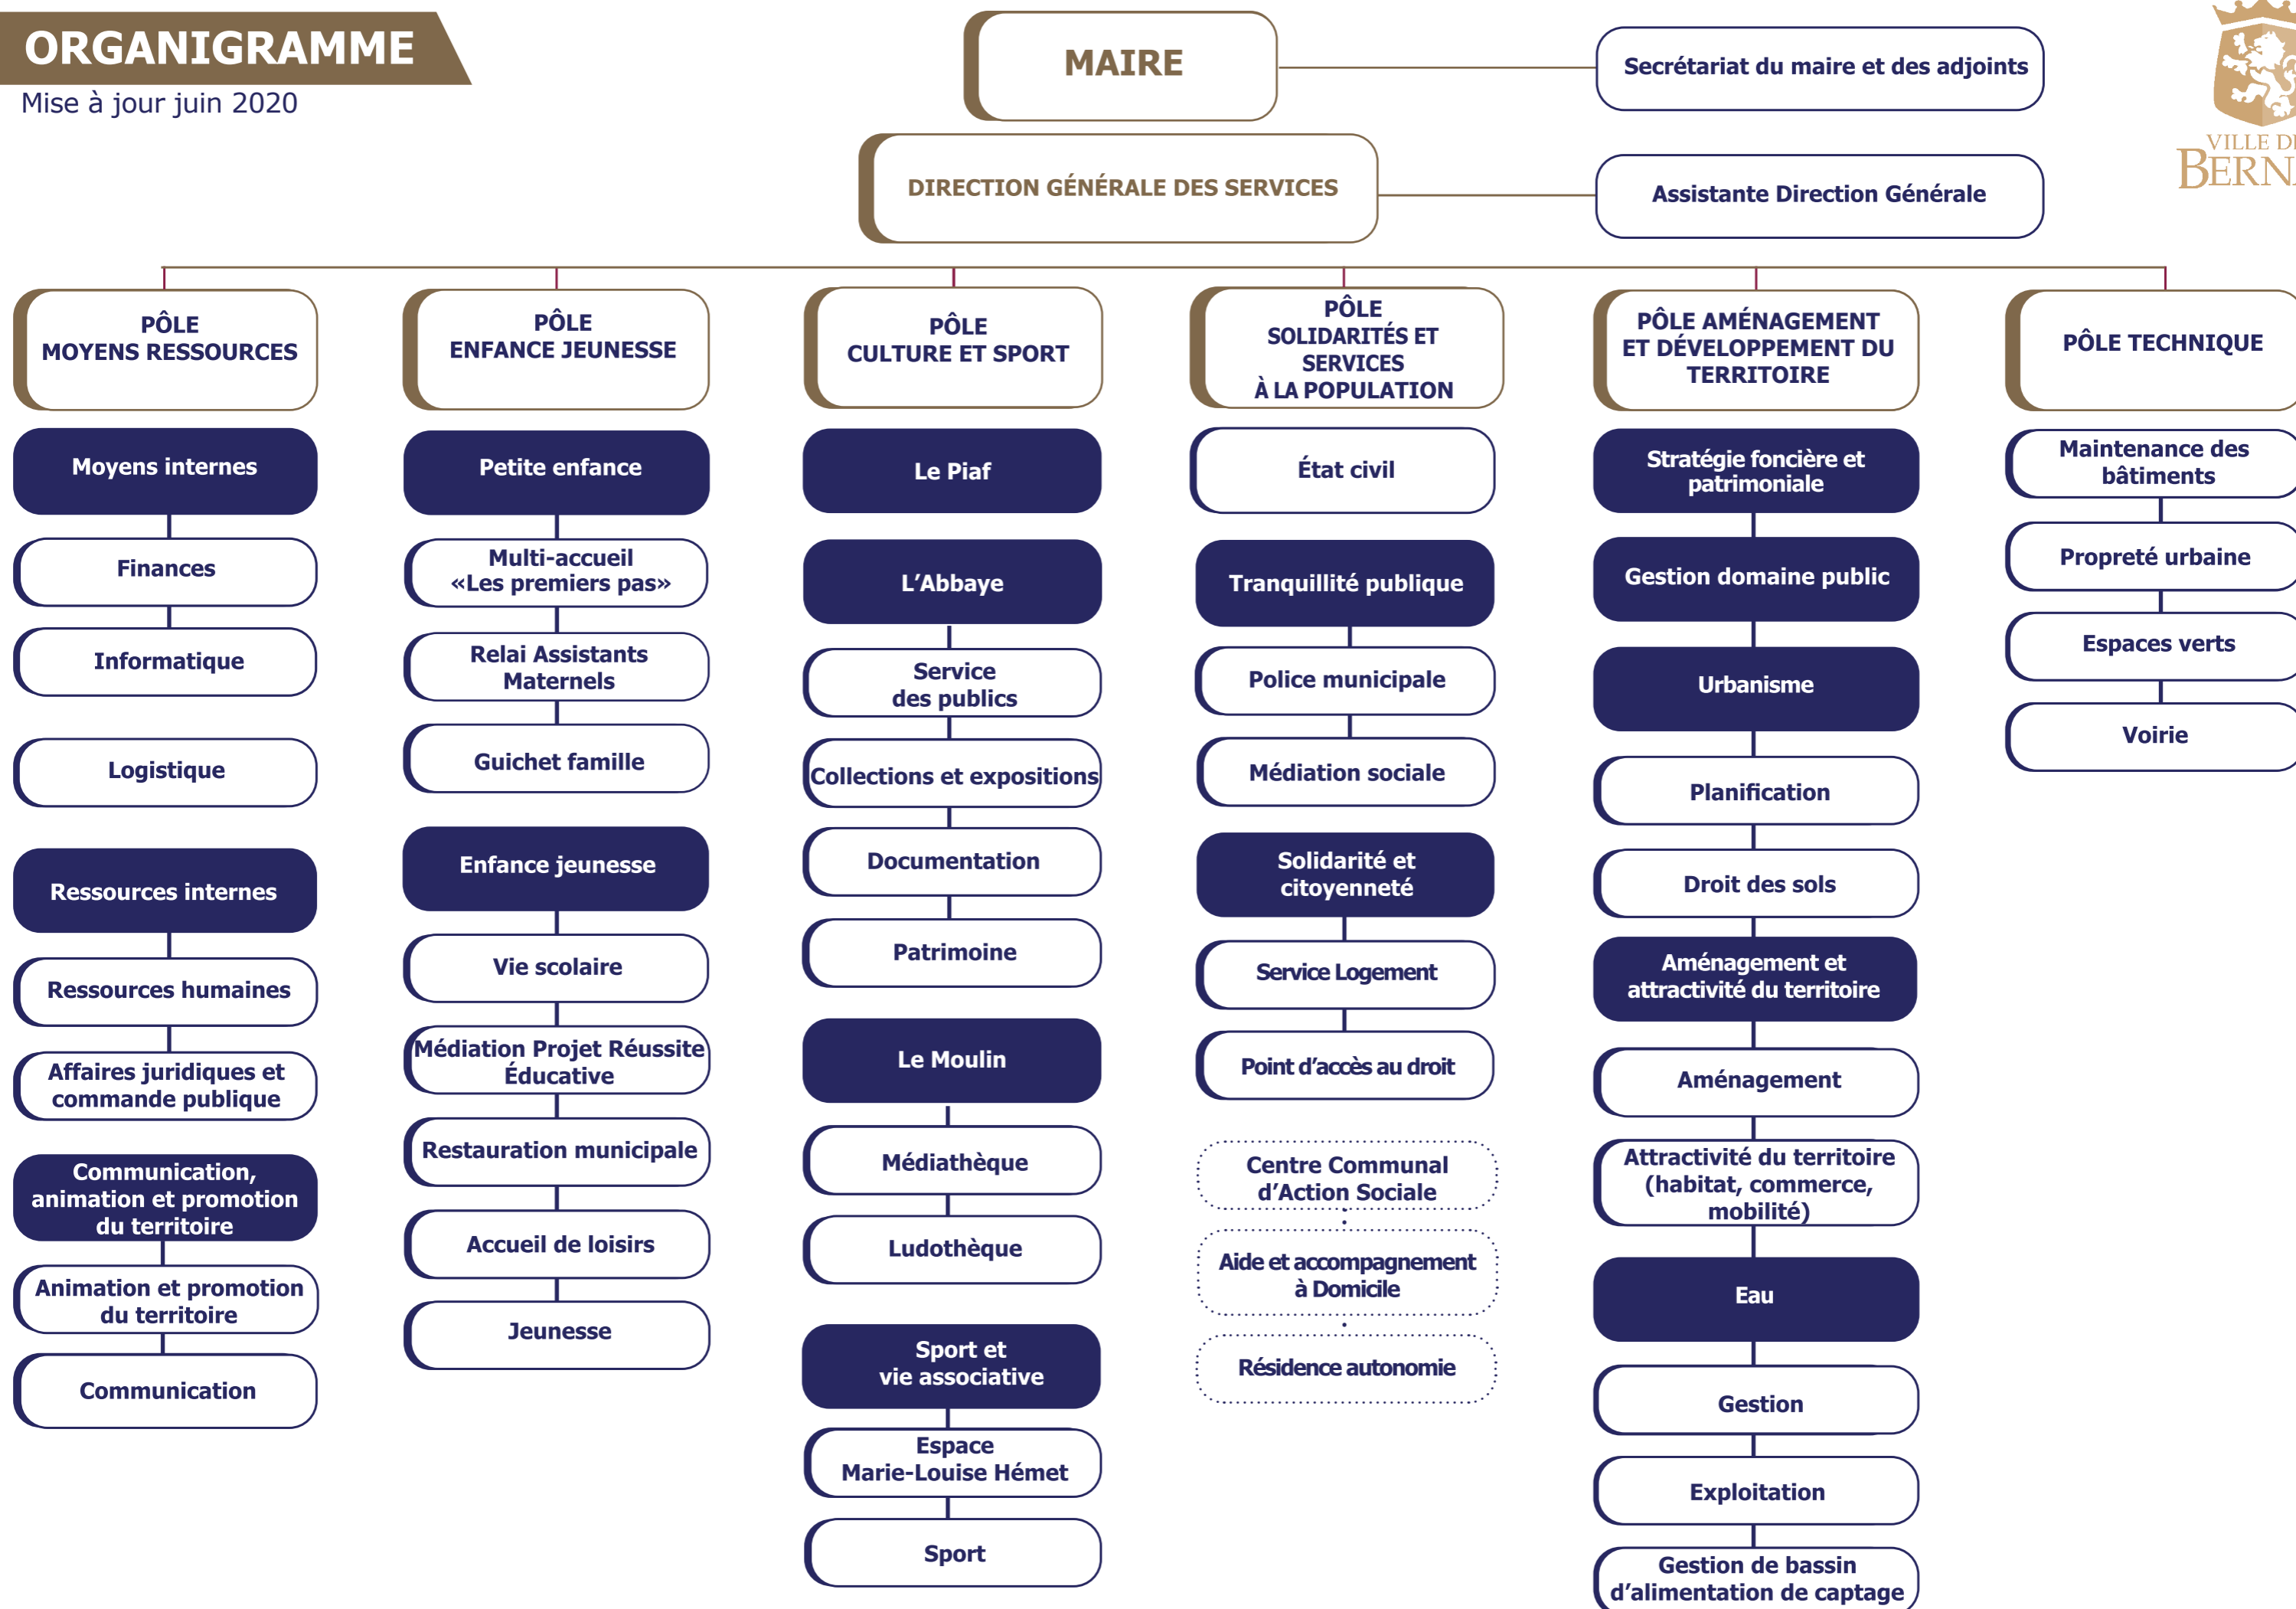 ORGANIGRAMME
Mise à jour juin 2020
MAIRE
Secrétariat du maire et des adjoints
VILLE
DIRECTION GÉNÉRALE DES SERVICES
Assistante Direction Générale
PÔLE
MOYENS RESSOURCES
Moyens internes
Finances
Informatique
Logistique
Ressources internes
Ressources humaines
Affaires juridiques et
commande publique
Communication,
animation et promotion
du territoire
Animation et promotion
du territoire
Communication
PÔLE
ENFANCE JEUNESSE
Petite enfance
Multi-accueil
«Les premiers pas»
Relai Assistants
Maternels
Guichet famille
Enfance jeunesse
Vie scolaire
Médiation Projet Réussite
Éducative
Restauration municipale
Accueil de loisirs
Jeunesse
PÔLE
CULTURE ET SPORT
Le Piaf
L’Abbaye
Service
des publics
Collections et expositions
Documentation
Patrimoine
Le Moulin
Médiathèque
Ludothèque
Sport et
vie associative
Espace
Marie-Louise Hémet
Sport
PÔLE
SOLIDARITÉS ET
SERVICES
À LA POPULATION
État civil
Tranquillité publique
Police municipale
Médiation sociale
Solidarité et
citoyenneté
Service Logement
Point d’accès au droit
Centre Communal
d’Action Sociale
Aide et accompagnement
à Domicile
Résidence autonomie
PÔLE AMÉNAGEMENT
ET DÉVELOPPEMENT DU
TERRITOIRE
Stratégie foncière et
patrimoniale
Gestion domaine public
Urbanisme
Planification
Droit des sols
Aménagement et
attractivité du territoire
Aménagement
Attractivité du territoire
(habitat, commerce,
mobilité)
Eau
Gestion
Exploitation
Gestion de bassin
d’alimentation de captage
PÔLE TECHNIQUE
Maintenance des
bâtiments
Propreté urbaine
Espaces verts
Voirie